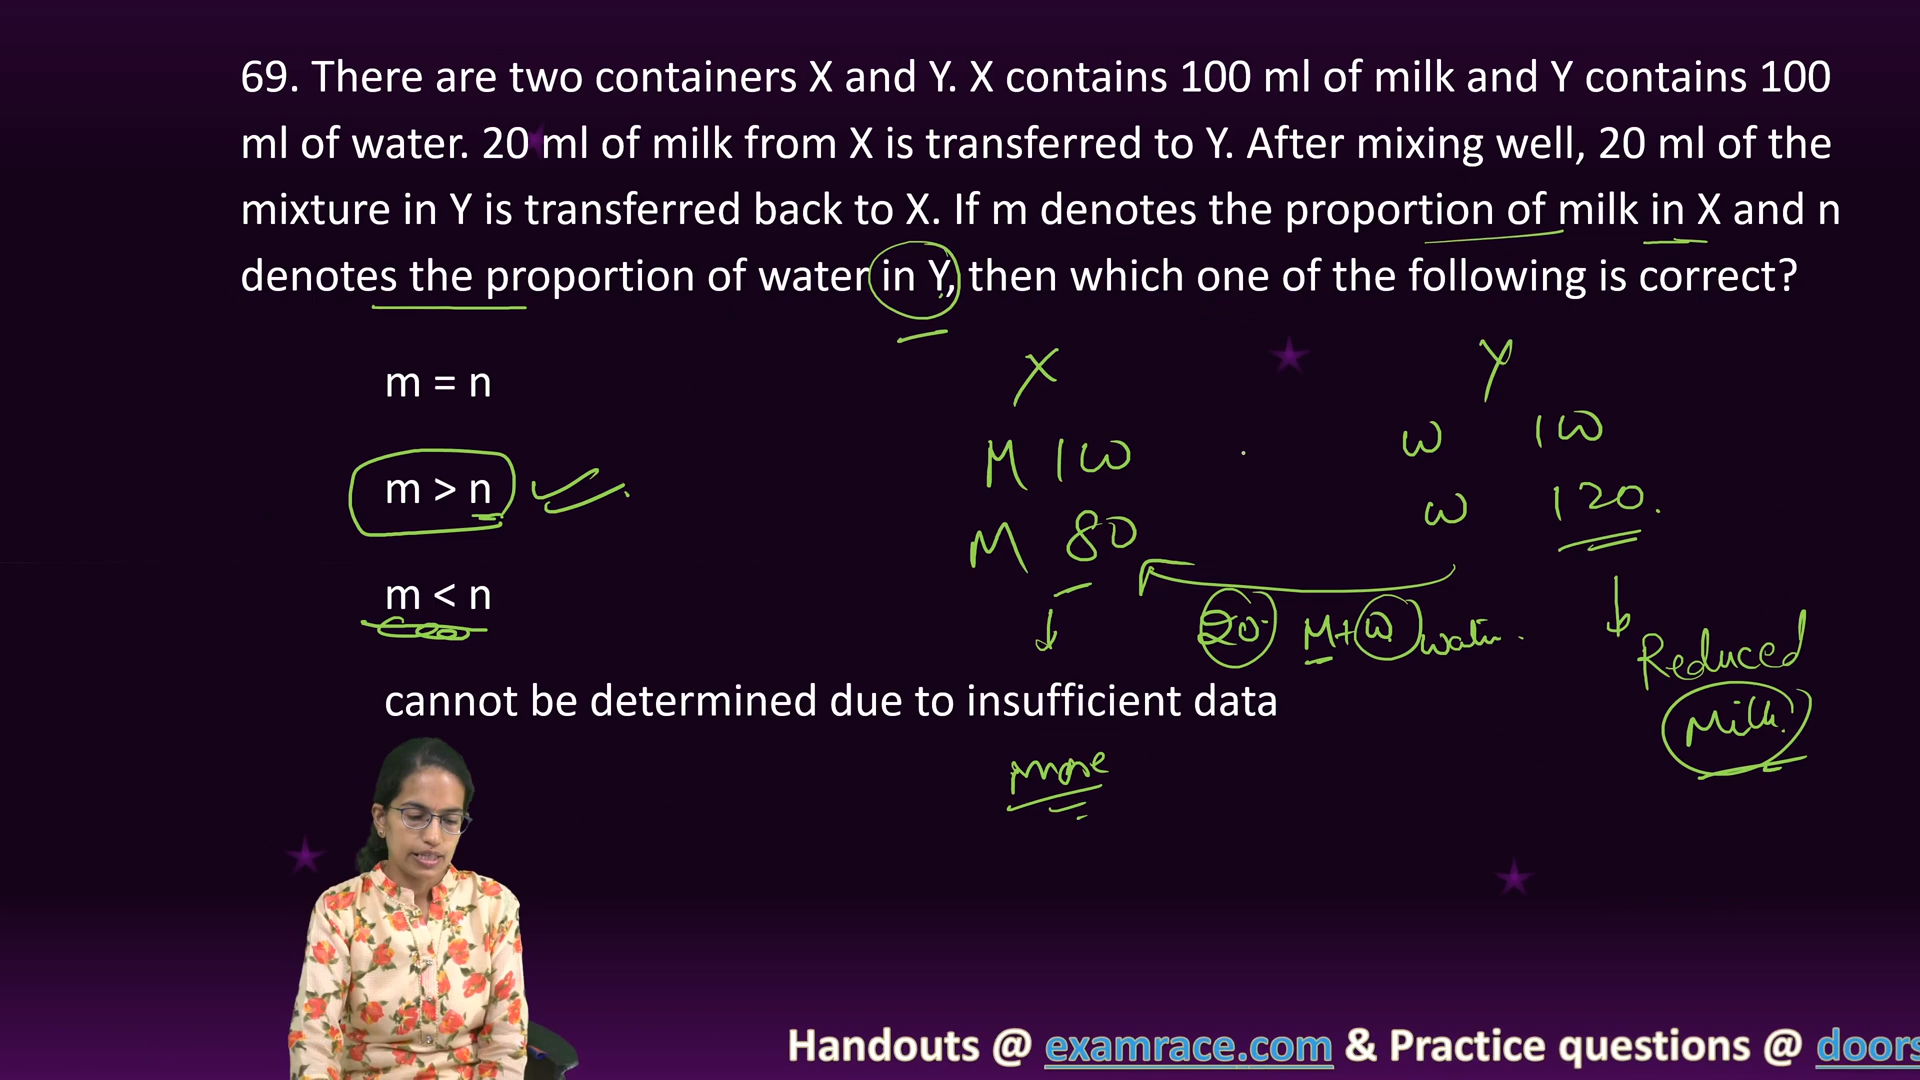 69. There are two containers X and Y. X contains 100 ml of milk and Y contains 100
ml of water. 20 ml of milk from X is transferred to Y. After mixing well, 20 ml of the
mixture in Y is transferred back to X. If m denotes the proportion of milk in X and n
denotes the proportion of water in Y, then which one of the following is correct?
X Y
m = n
M 100 W 100
m > n
M 80 W 120.
m < n
20 M+W water.
Reduced
Milk
cannot be determined due to insufficient data
more
Handouts @ examrace.com & Practice questions @ doors